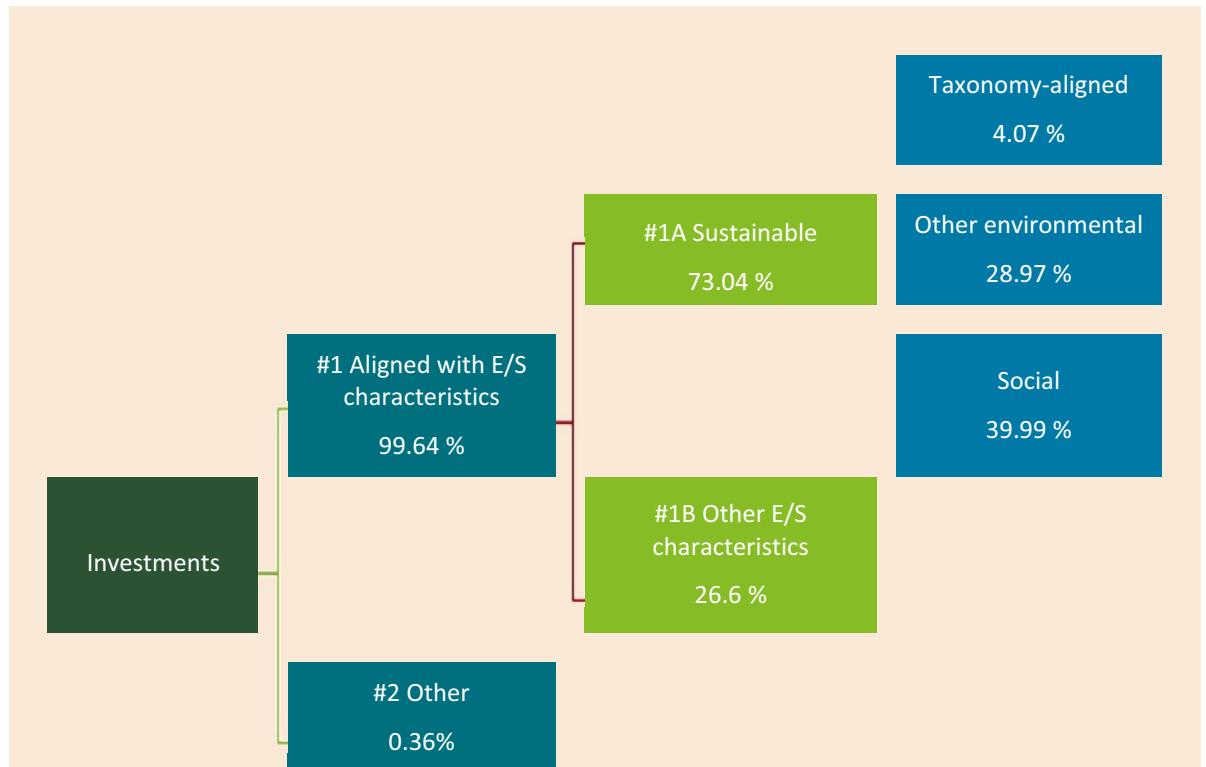 Taxonomy-aligned
4.07 %
#1A Sustainable
73.04 %
Other environmental
28.97 %
#1 Aligned with E/S
characteristics
99.64 %
Social
39.99 %
Investments
#1B Other E/S
characteristics
26.6 %
#2 Other
0.36%